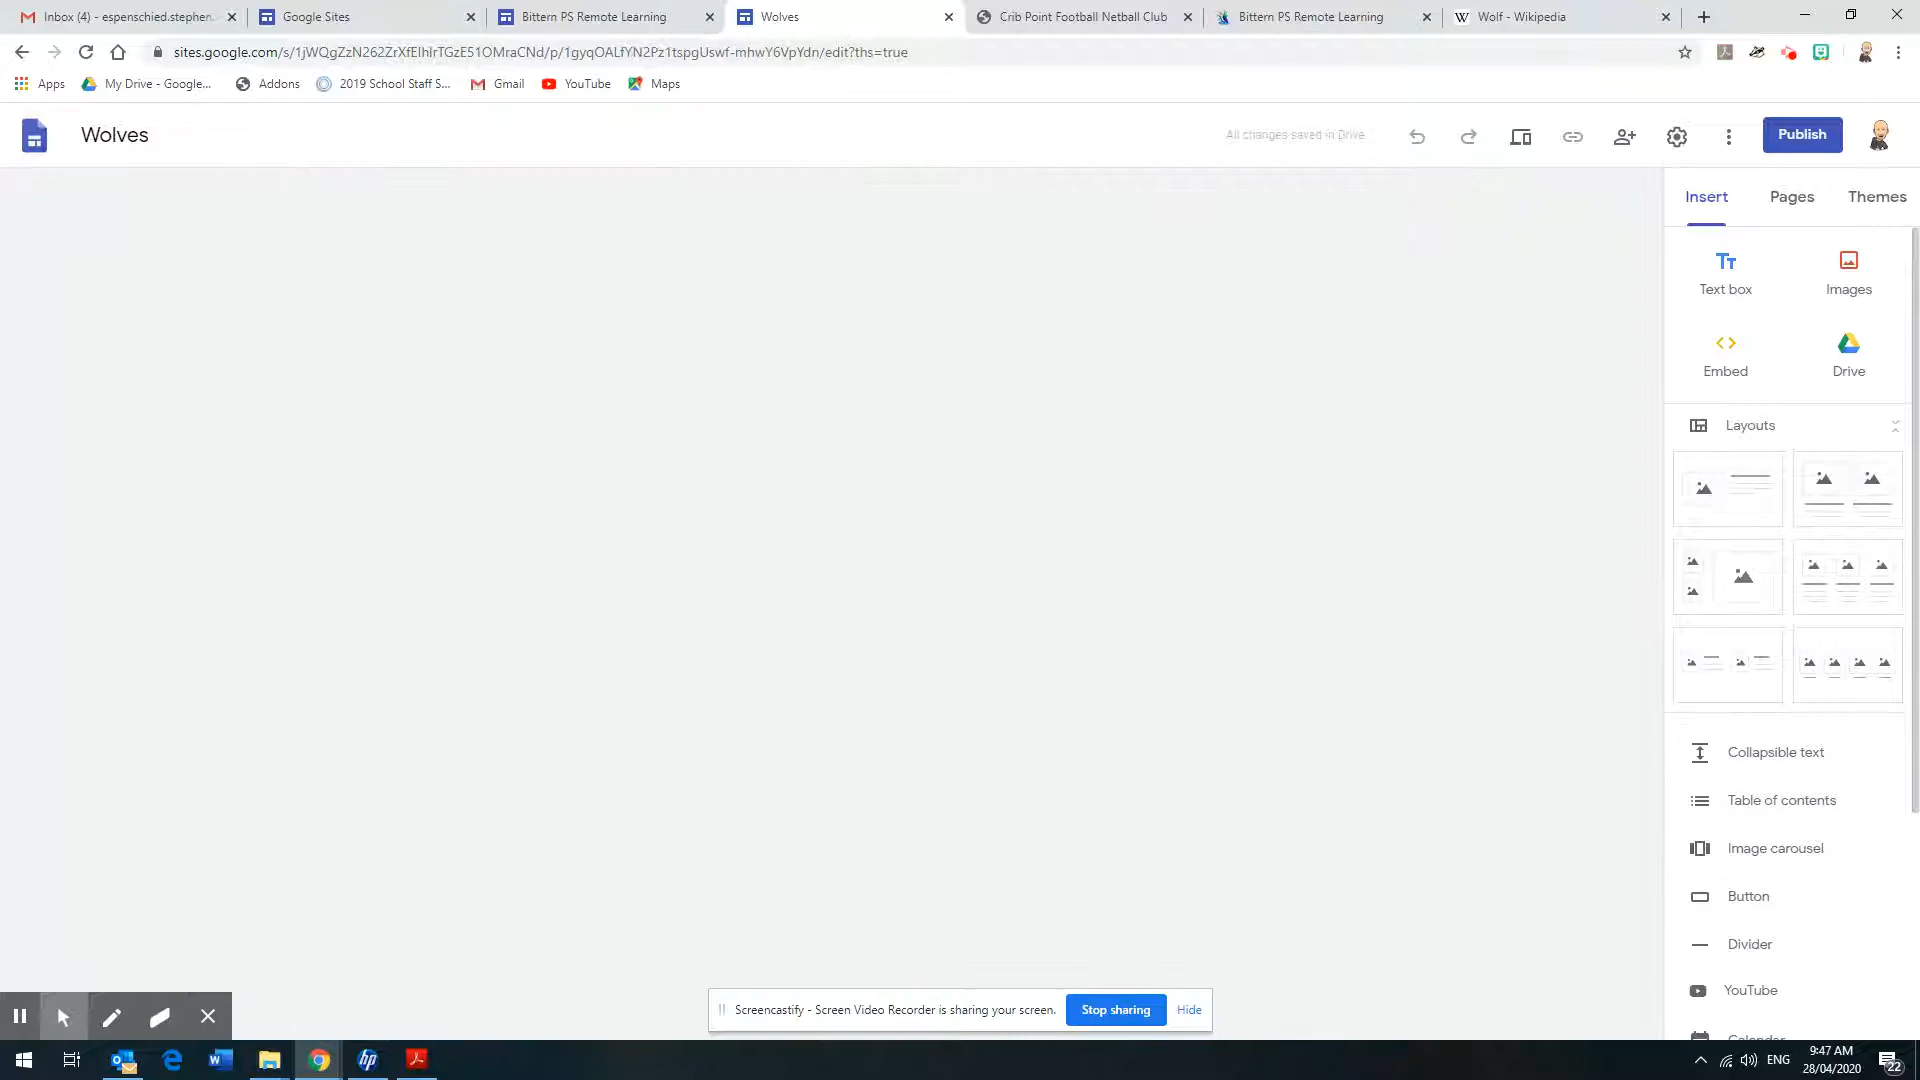 Inbox (4) - espenschied.stephen
Google Sites
Bittern PS Remote Learning
Wolves
Crib Point Football Netball Club
Bittern PS Remote Learning
W Wolf - Wikipedia
sites.google.com/s/1jWQgZzN262ZrXfEIhIrTGzE51OMraCNd/p/1gyqOALfYN2Pz1tspgUswf-mhwY6VpYdn/edit?ths=true
Apps
My Drive - Google...
Addons
2019 School Staff S...
Gmail
YouTube
Maps
Wolves
All changes saved in Drive
Publish
Insert
Pages
Themes
Text box
Images
Embed
Drive
Layouts
Collapsible text
Table of contents
Image carousel
Button
Divider
YouTube
Calendar
Screencastify - Screen Video Recorder is sharing your screen.
Stop sharing
Hide
ENG
9:47 AM
28/04/2020
22